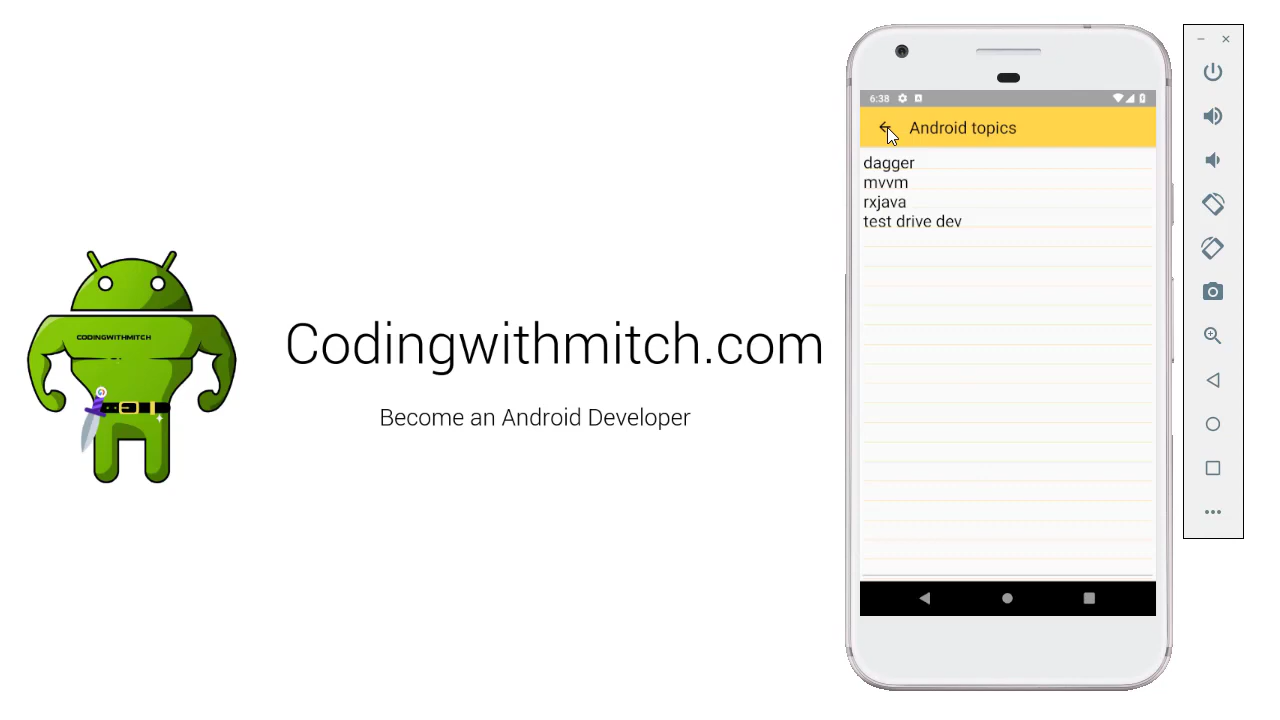 CODINGWITHMITCH
Codingwithmitch.com
Become an Android Developer
6:38
Android topics
dagger
mvvm
rxjava
test drive dev